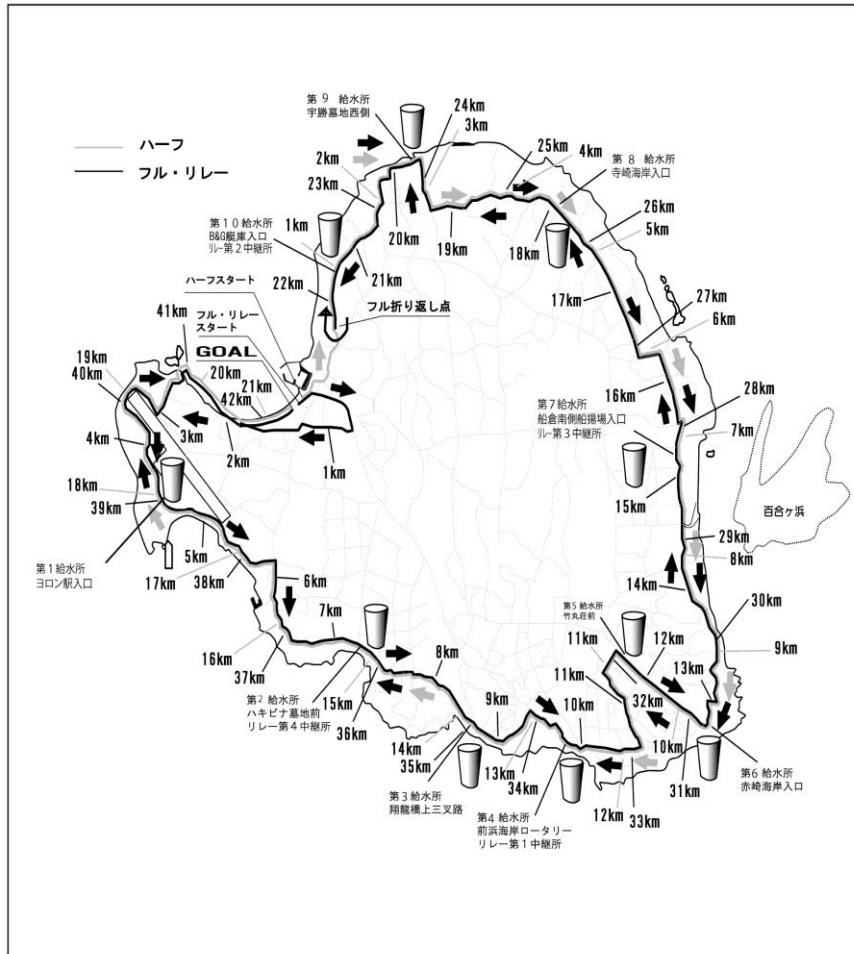 ハーフ
フル・リレー
第9 給水所
宇勝墓地西側
24km
3km
25km
4km
第8 給水所
寺崎海岸入口
2km
23km
26km
5km
第10給水所
B&G艇庫入口
リレー第2中継所
1km
20km
19km
18km
21km
17km
27km
6km
ハーフスタート
22km
フル折り返し点
フル・リレー
スタート
GOAL
41km
19km
40km
20km
21km
42km
16km
28km
7km
第7給水所
船倉南側船揚場入口
リレー第3中継所
3km
2km
1km
4km
15km
百合ヶ浜
18km
39km
29km
8km
第1給水所
ヨロン駅入口
5km
17km
38km
6km
14km
30km
第5給水所
竹丸荘前
7km
11km
12km
9km
16km
37km
8km
11km
32km
13km
第2 給水所
ハキビナ墓地前
リレー第4中継所
15km
36km
9km
10km
10km
31km
第6 給水所
赤崎海岸入口
14km
35km
13km
34km
12km
33km
第3 給水所
翔龍橋上三叉路
第4 給水所
前浜海岸ロータリー
リレー第1中継所